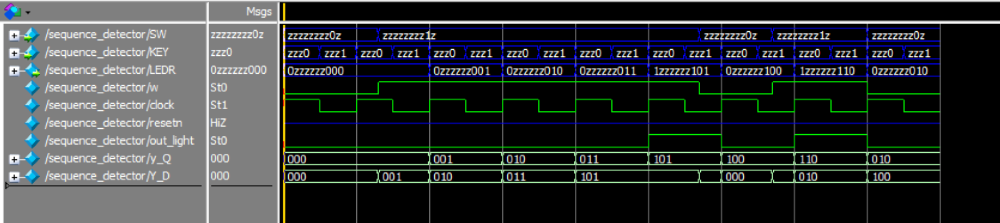 Msgs
/sequence_detector/SW zzzzzzzz0z zzzzzzzz0z zzzzzzzz1z zzzzzzzz0z zzzzzzzz1z zzzzzzzz0z
/sequence_detector/KEY zzz0 zzz0 zzz1 zzz0 zzz1 zzz0 zzz1 zzz0 zzz1 zzz0 zzz1 zzz0 zzz1 zzz0 zzz1 zzz0 zzz1 zzz0 zzz1
/sequence_detector/LEDR 0zzzzzz000 0zzzzzz000 0zzzzzz001 0zzzzzz010 0zzzzzz011 1zzzzzz101 0zzzzzz100 1zzzzzz110 0zzzzzz010
/sequence_detector/w St0
/sequence_detector/clock St1
/sequence_detector/resetn HiZ
/sequence_detector/out_light St0
/sequence_detector/y_Q 000 000 001 010 011 101 100 110 010
/sequence_detector/Y_D 000 000 001 010 011 101 000 010 100